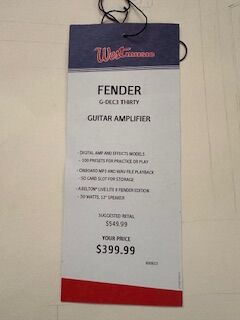 West Music
FENDER
G-DEC3 THIRTY
GUITAR AMPLIFIER
- DIGITAL AMP AND EFFECTS MODELS
- 100 PRESETS FOR PRACTICE OR PLAY
- ONBOARD MP3 AND WAV FILE PLAYBACK
- SD CARD SLOT FOR STORAGE
- ABELTON LIVE LITE 8 FENDER EDITION
- 30 WATTS, 12" SPEAKER
SUGGESTED RETAIL
$549.99
YOUR PRICE
$399.99